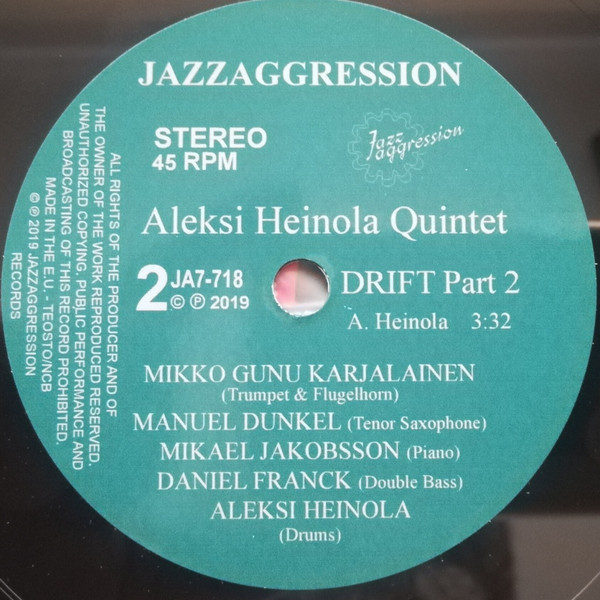 JAZZAGGRESSION
STEREO
45 RPM
Jazz
aggression
Aleksi Heinola Quintet
2
JA7-718
© ℗ 2019
DRIFT Part 2
A. Heinola 3:32
MIKKO GUNU KARJALAINEN
(Trumpet & Flugelhorn)
MANUEL DUNKEL (Tenor Saxophone)
MIKAEL JAKOBSSON (Piano)
DANIEL FRANCK (Double Bass)
ALEKSI HEINOLA
(Drums)
ALL RIGHTS OF THE PRODUCER AND OF
THE OWNER OF THE WORK REPRODUCED RESERVED.
UNAUTHORIZED COPYING, PUBLIC PERFORMANCE AND
BROADCASTING OF THIS RECORD PROHIBITED.
MADE IN THE E.U. - TEOSTO/NCB
© ℗ 2019 JAZZAGGRESSION
RECORDS